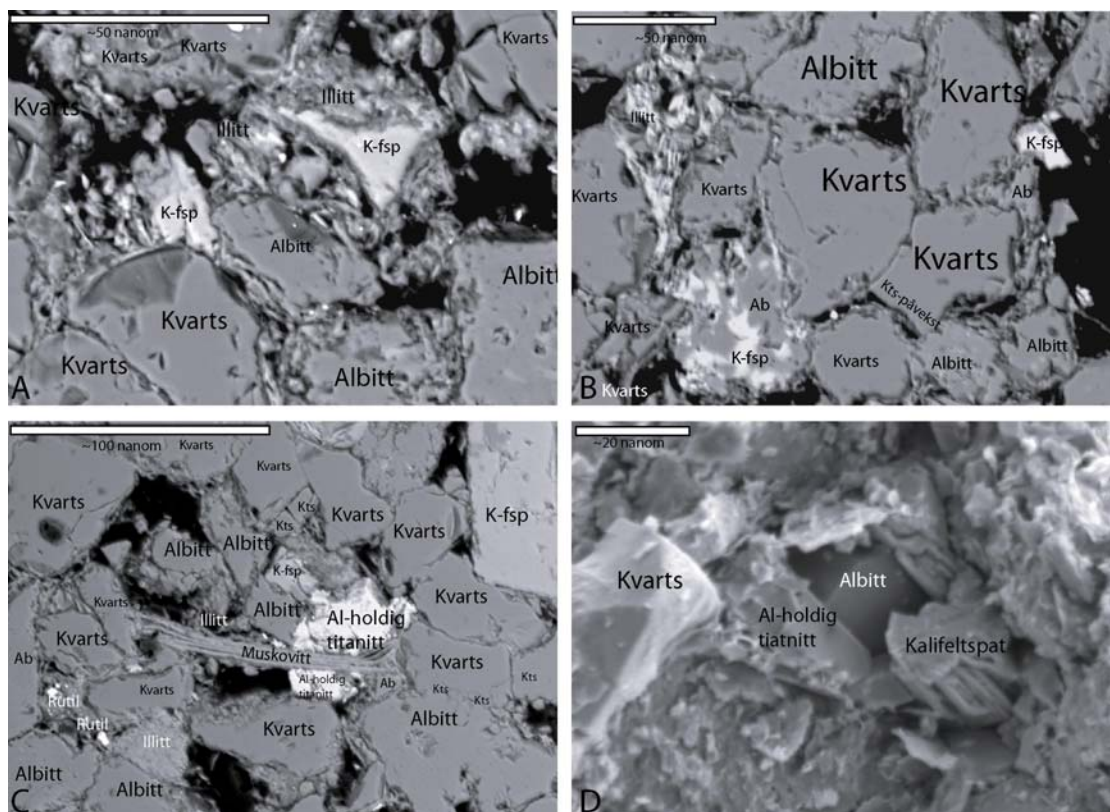 ~50 nanom
Kvarts
Kvarts
Kvarts
Kvarts
Illitt
Illitt
K-fsp
K-fsp
Albitt
Albitt
Kvarts
Kvarts
Albitt
A
~50 nanom
Albitt
Kvarts
Illitt
K-fsp
Kvarts
Kvarts
Kvarts
Ab
Kvarts
Ab
Kts-påvekst
Kvarts
K-fsp
Kvarts
Albitt
Albitt
B
Kvarts
~100 nanom
Kvarts
Kvarts
Kvarts
Kts
Kts
Kvarts
Kvarts
K-fsp
Albitt
Albitt
K-fsp
Kvarts
Illitt
Albitt
Al-holdig
titanitt
Kvarts
Kvarts
Muskovitt
Kvarts
Ab
Al-holdig
titanitt
Ab
Kts
Kts
Kvarts
Rutil
Rutil
Kvarts
Albitt
Illitt
Albitt
Albitt
C
~20 nanom
Kvarts
Albitt
Al-holdig
tiatnitt
Kalifeltspat
D